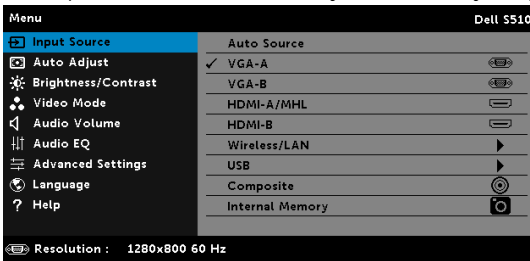 Menu Dell S510
Input Source
Auto Adjust
Brightness/Contrast
Video Mode
Audio Volume
Audio EQ
Advanced Settings
Language
? Help
Auto Source
✓ VGA-A
VGA-B
HDMI-A/MHL
HDMI-B
Wireless/LAN
USB
Composite
Internal Memory
Resolution : 1280x800 60 Hz